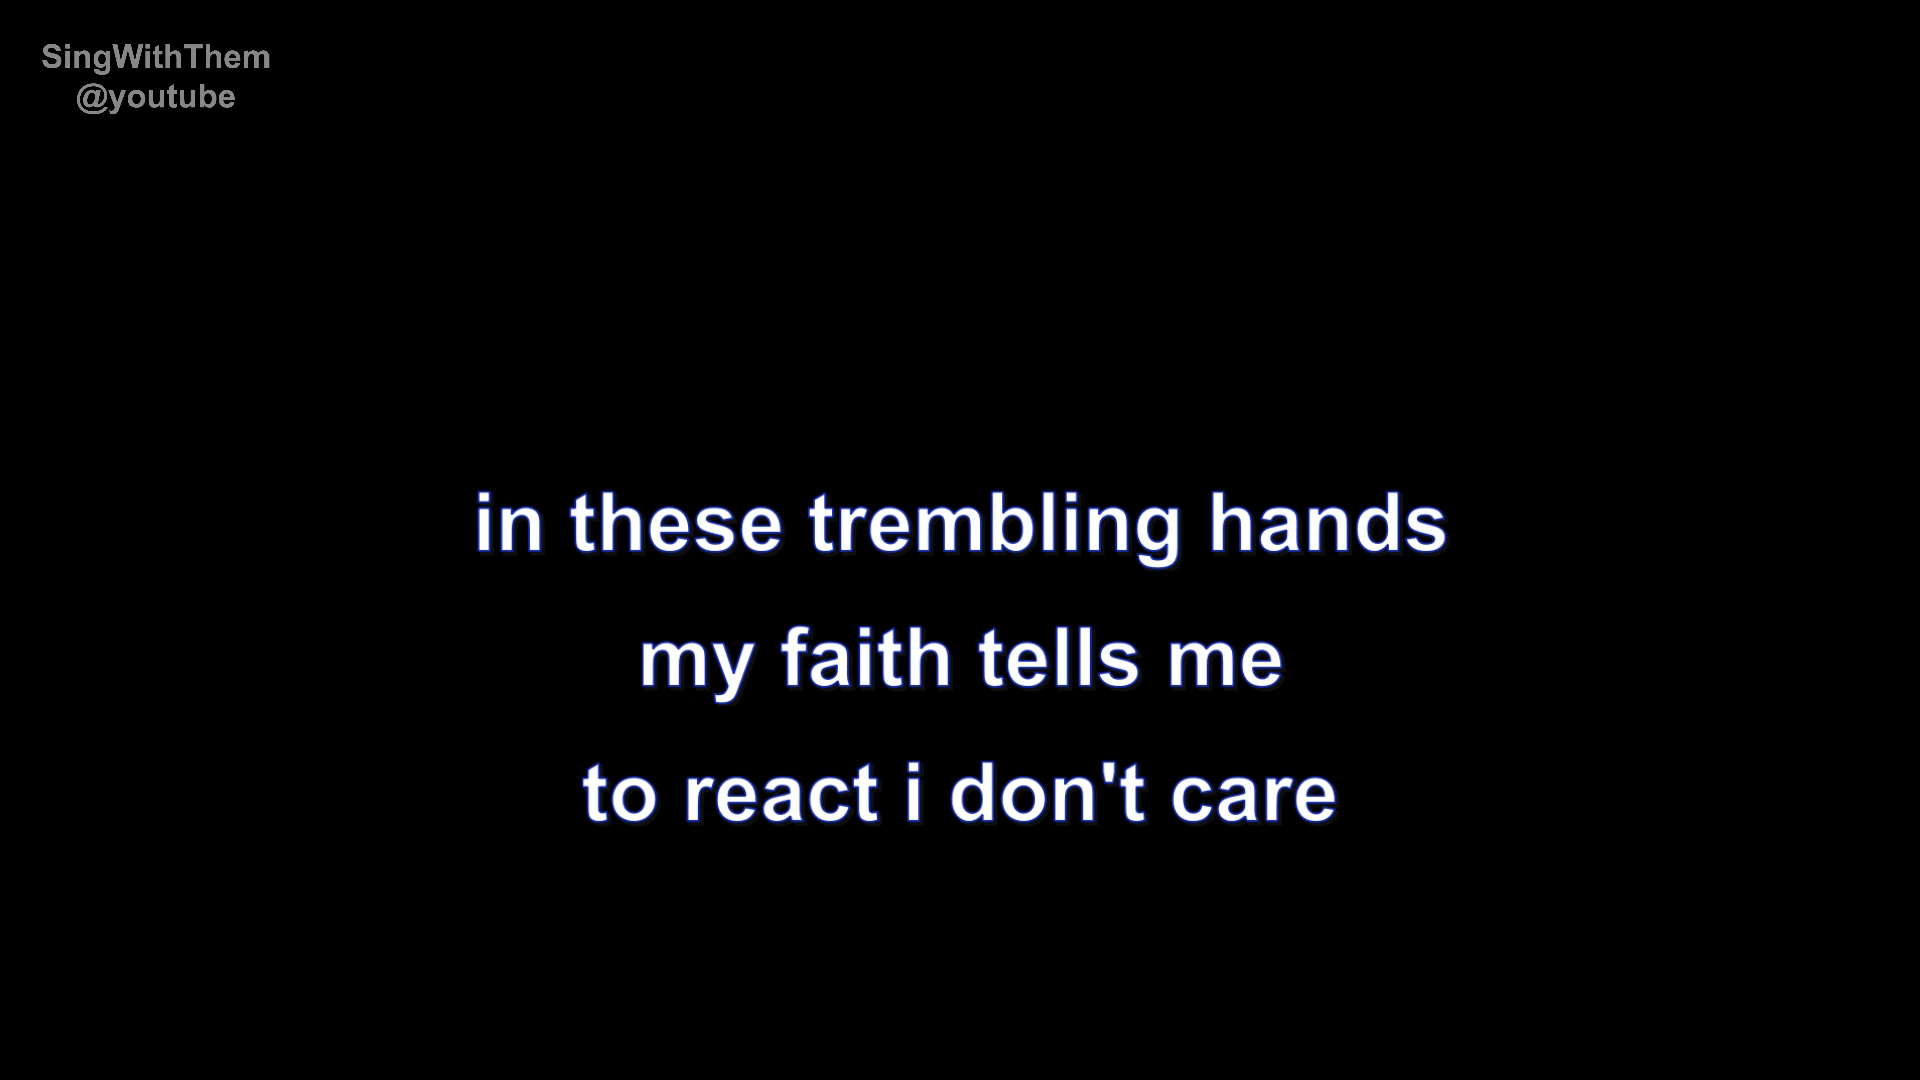 SingWithThem
@youtube
in these trembling hands
my faith tells me
to react i don't care